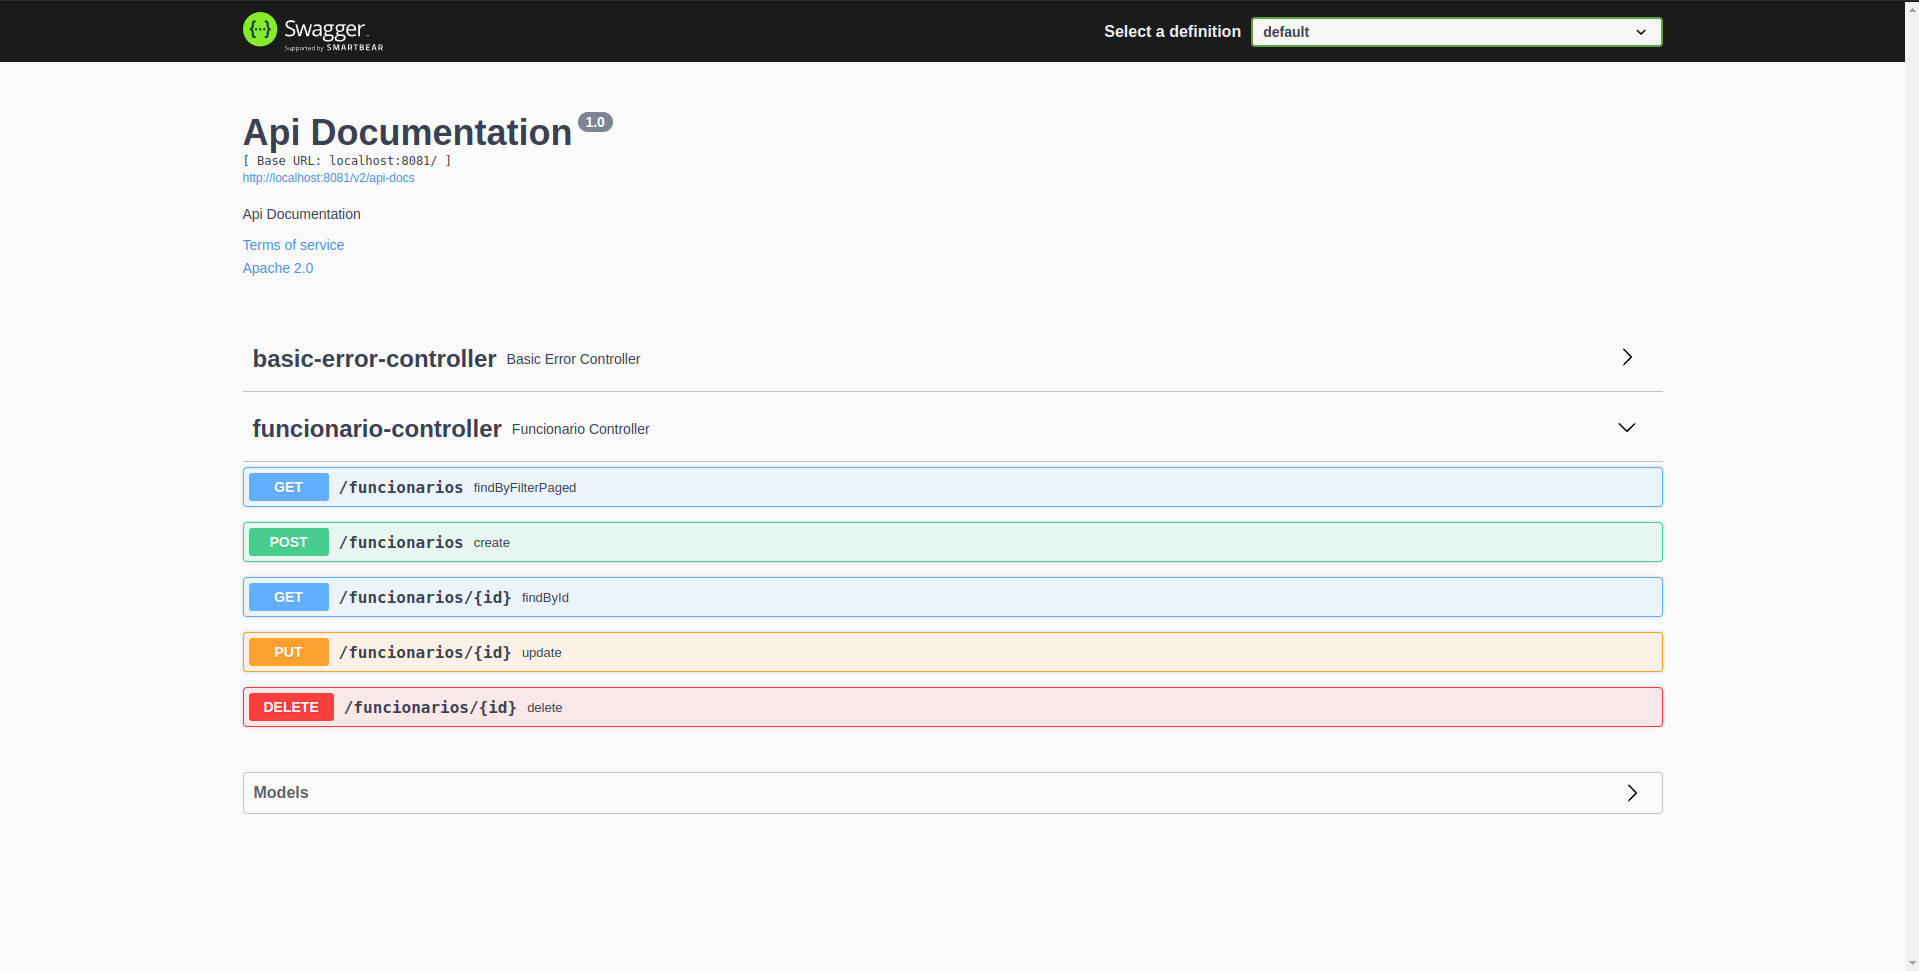 {···} Swagger
Supported by SMARTBEAR
Select a definition default
Api Documentation 1.0
[ Base URL: localhost:8081/ ]
http://localhost:8081/v2/api-docs
Api Documentation
Terms of service
Apache 2.0
basic-error-controller Basic Error Controller
funcionario-controller Funcionario Controller
GET /funcionarios findByFilterPaged
POST /funcionarios create
GET /funcionarios/{id} findById
PUT /funcionarios/{id} update
DELETE /funcionarios/{id} delete
Models